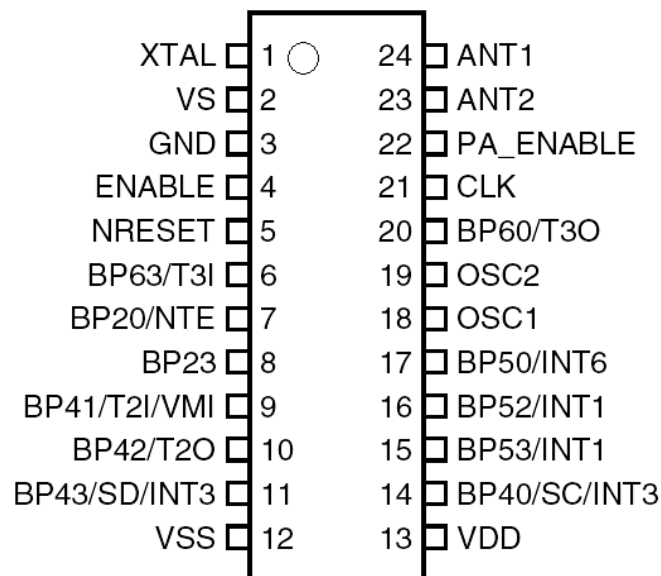 XTAL 1 24 ANT1
VS 2 23 ANT2
GND 3 22 PA_ENABLE
ENABLE 4 21 CLK
NRESET 5 20 BP60/T3O
BP63/T3I 6 19 OSC2
BP20/NTE 7 18 OSC1
BP23 8 17 BP50/INT6
BP41/T2I/VMI 9 16 BP52/INT1
BP42/T2O 10 15 BP53/INT1
BP43/SD/INT3 11 14 BP40/SC/INT3
VSS 12 13 VDD